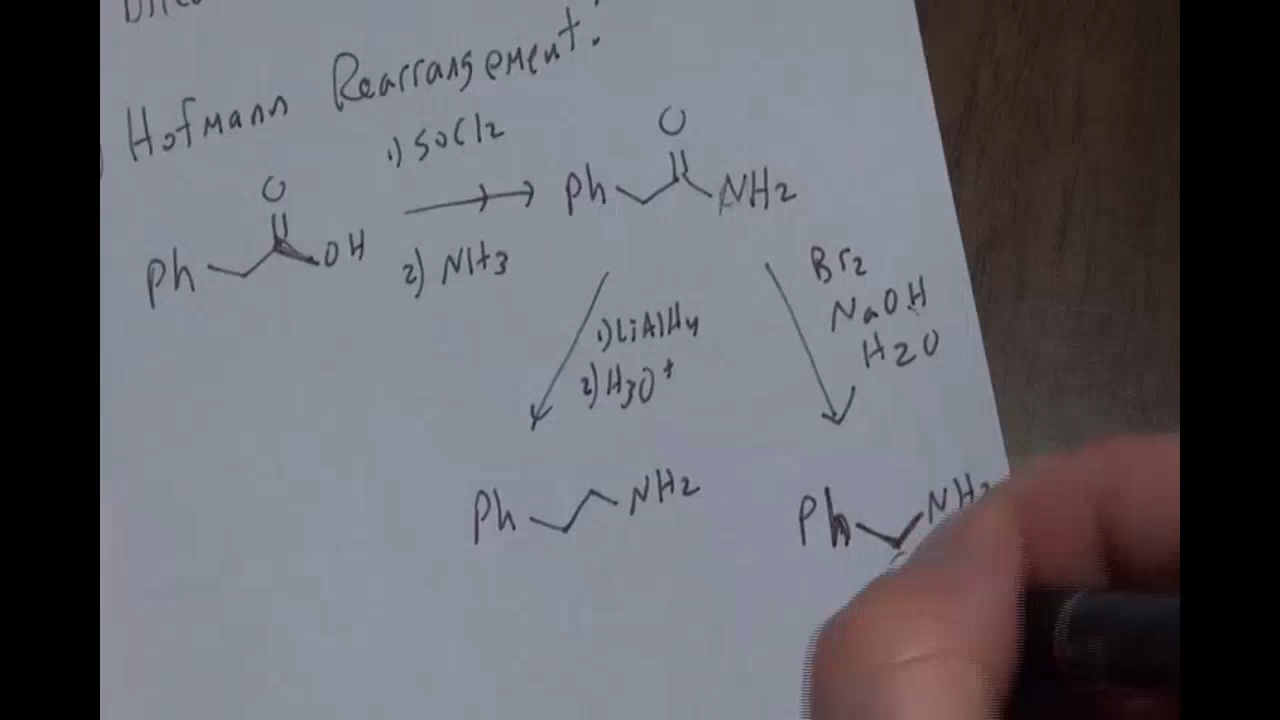 Hofmann Rearrangement:
1) SOCl2
O
Ph OH
2) NH3
O
Ph NH2
1) LiAlH4
2) H3O+
Br2
NaOH
H2O
Ph NH2
Ph NH2